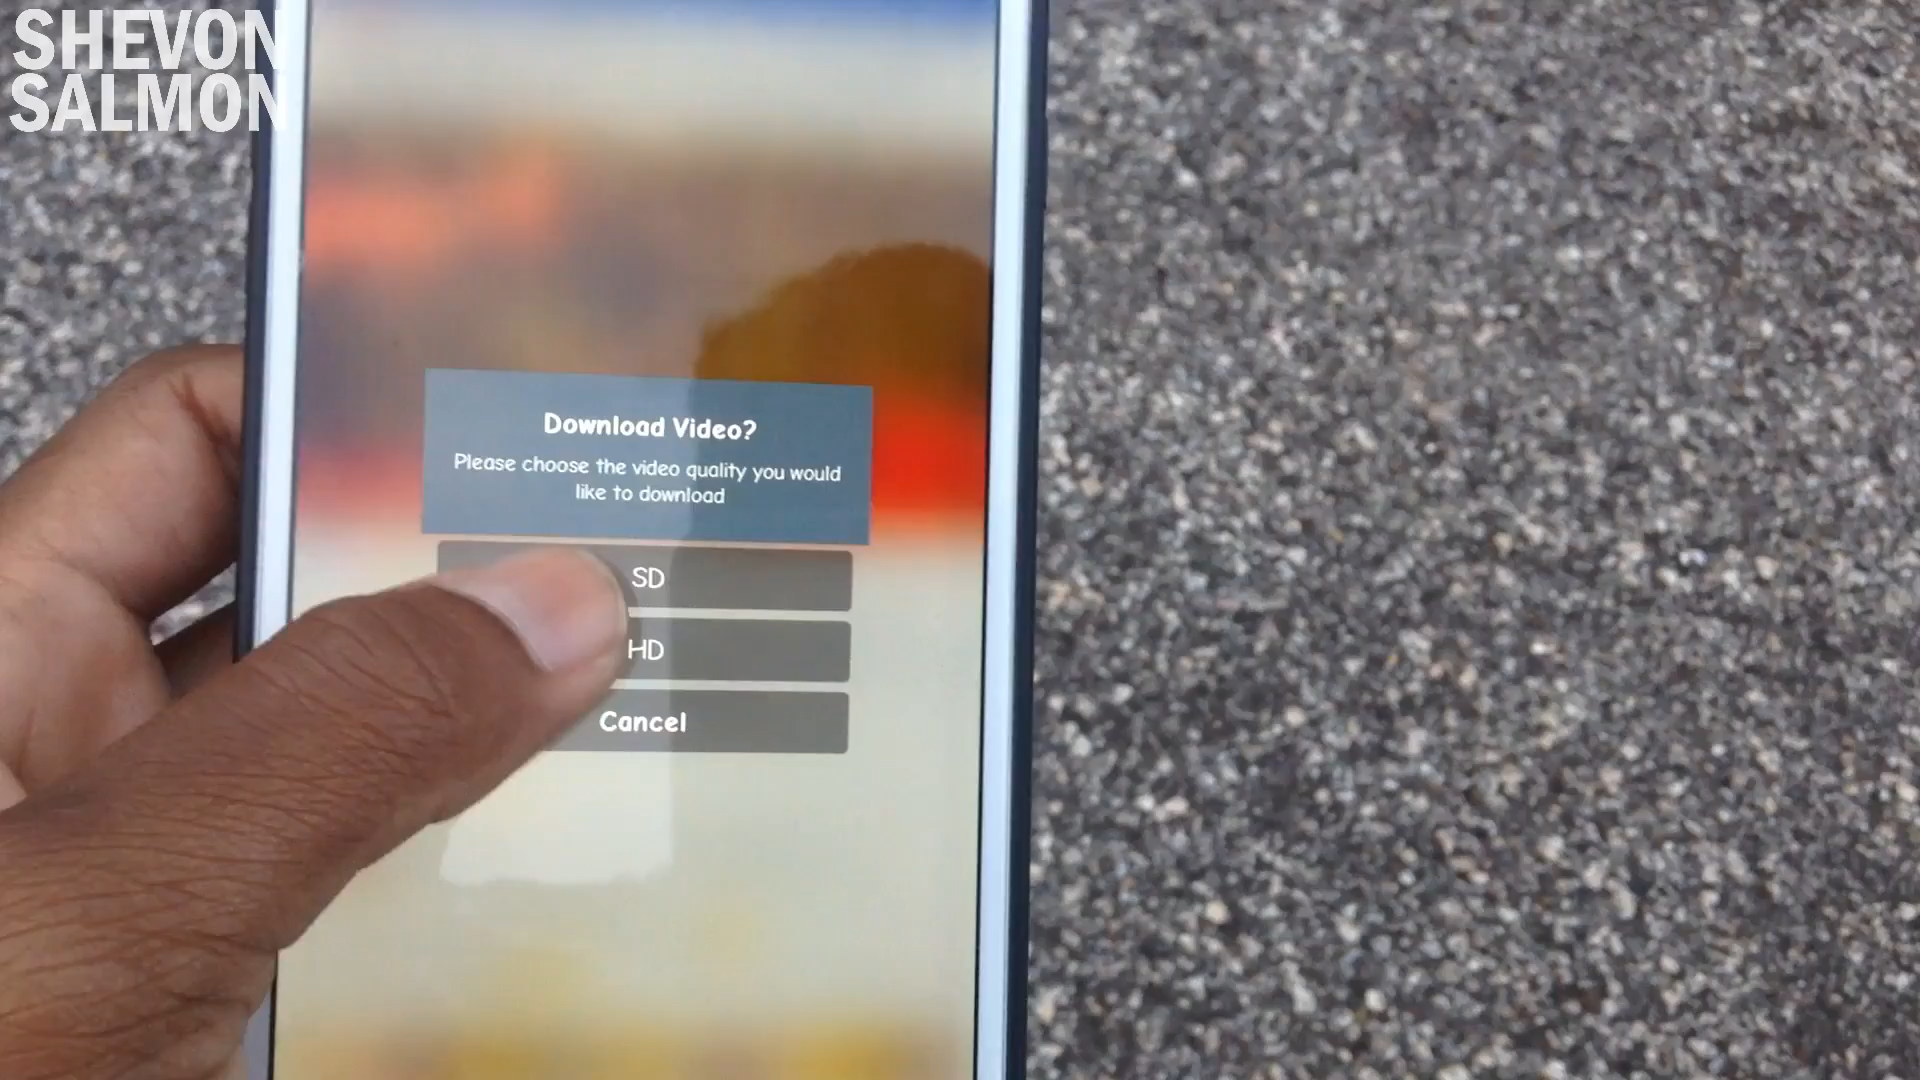 SHEVON
SALMON
Download Video?
Please choose the video quality you would
like to download
SD
HD
Cancel